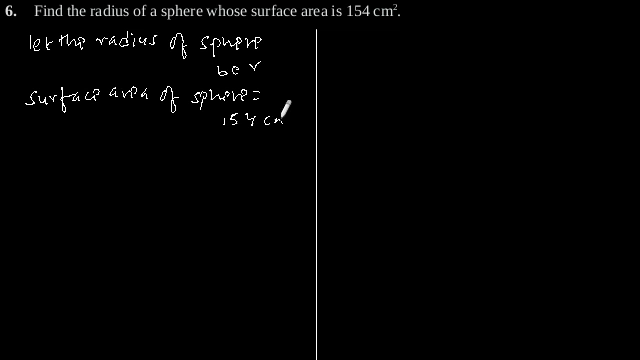 6. Find the radius of a sphere whose surface area is 154 cm².
let the radius of sphere
be r
surface area of sphere=
154 cm